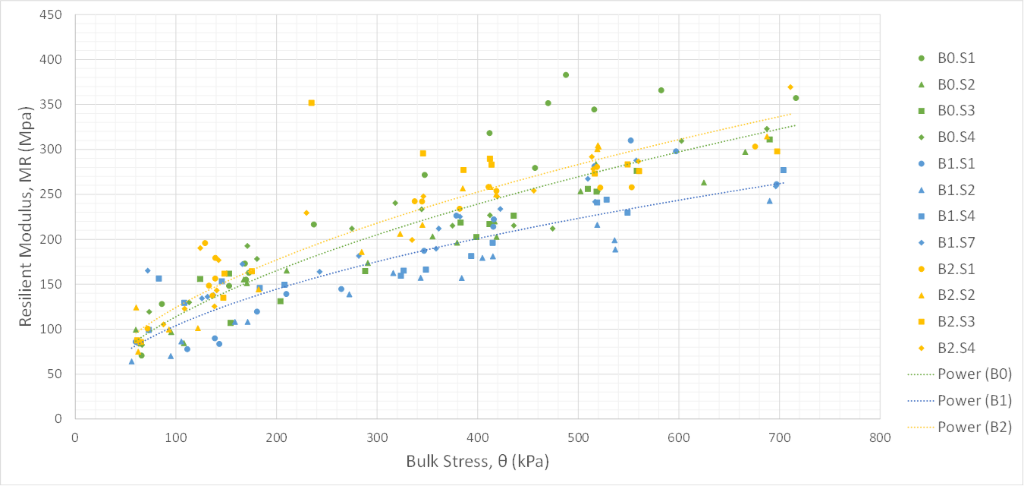 450
400
350
300
250
200
150
100
50
0
Resilient Modulus, MR (Mpa)
0 100 200 300 400 500 600 700 800
Bulk Stress, θ (kPa)
B0.S1
B0.S2
B0.S3
B0.S4
B1.S1
B1.S2
B1.S4
B1.S7
B2.S1
B2.S2
B2.S3
B2.S4
Power (B0)
Power (B1)
Power (B2)